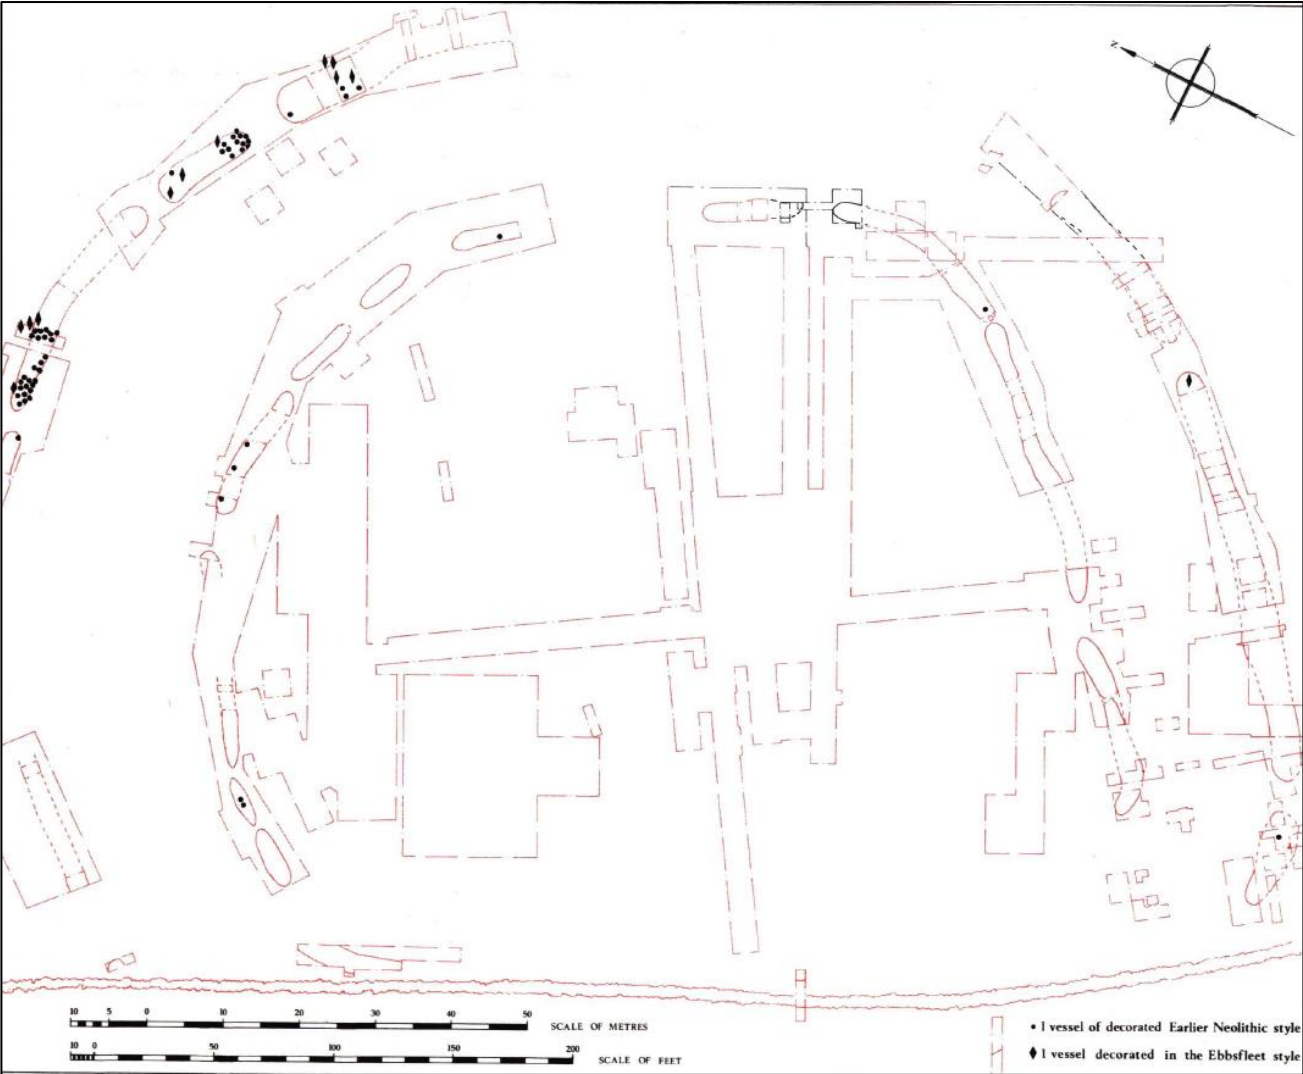 N
10 5 0 10 20 30 40 50
SCALE OF METRES
10 0 50 100 150 200
SCALE OF FEET
• 1 vessel of decorated Earlier Neolithic style
♦ 1 vessel decorated in the Ebbsfleet style